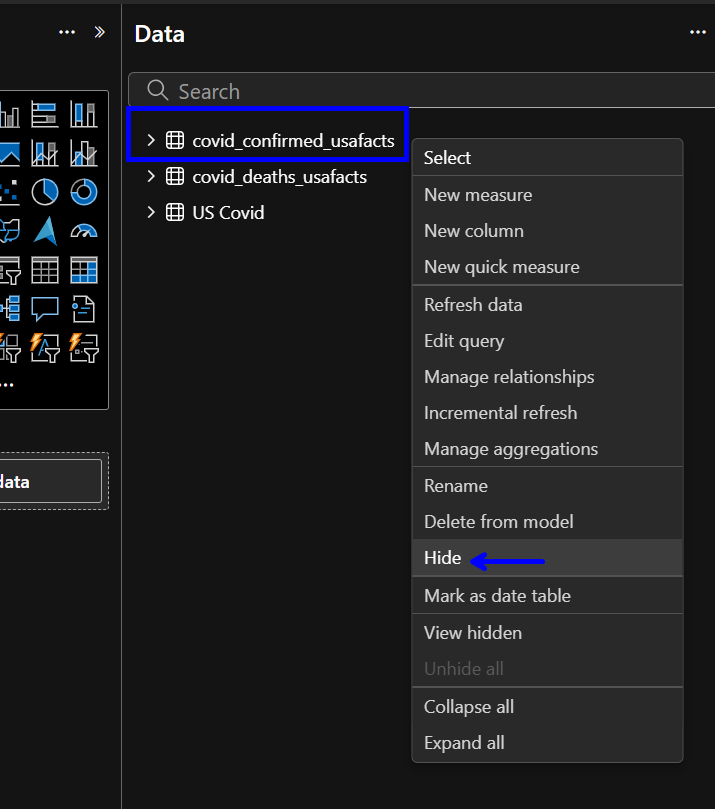 Data
Search
covid_confirmed_usafacts
covid_deaths_usafacts
US Covid
Select
New measure
New column
New quick measure
Refresh data
Edit query
Manage relationships
Incremental refresh
Manage aggregations
Rename
Delete from model
Hide
Mark as date table
View hidden
Unhide all
Collapse all
Expand all
data